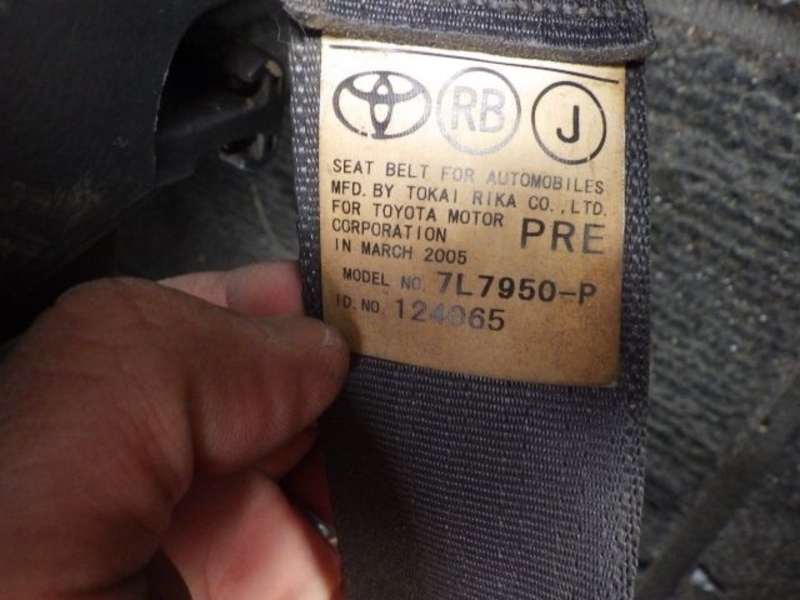 RB J
SEAT BELT FOR AUTOMOBILES
MFD. BY TOKAI RIKA CO., LTD.
FOR TOYOTA MOTOR
CORPORATION PRE
IN MARCH 2005
MODEL NO. 7L7950-P
ID. NO. 124065